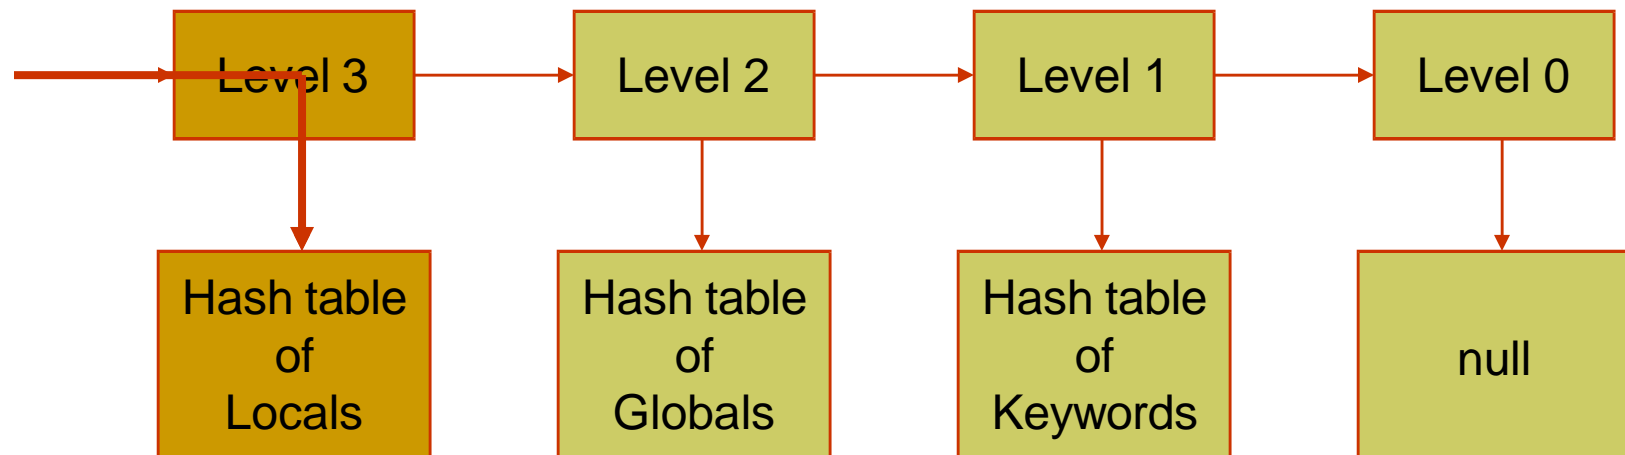 Level 3
Level 2
Level 1
Level 0
Hash table
of
Locals
Hash table
of
Globals
Hash table
of
Keywords
null